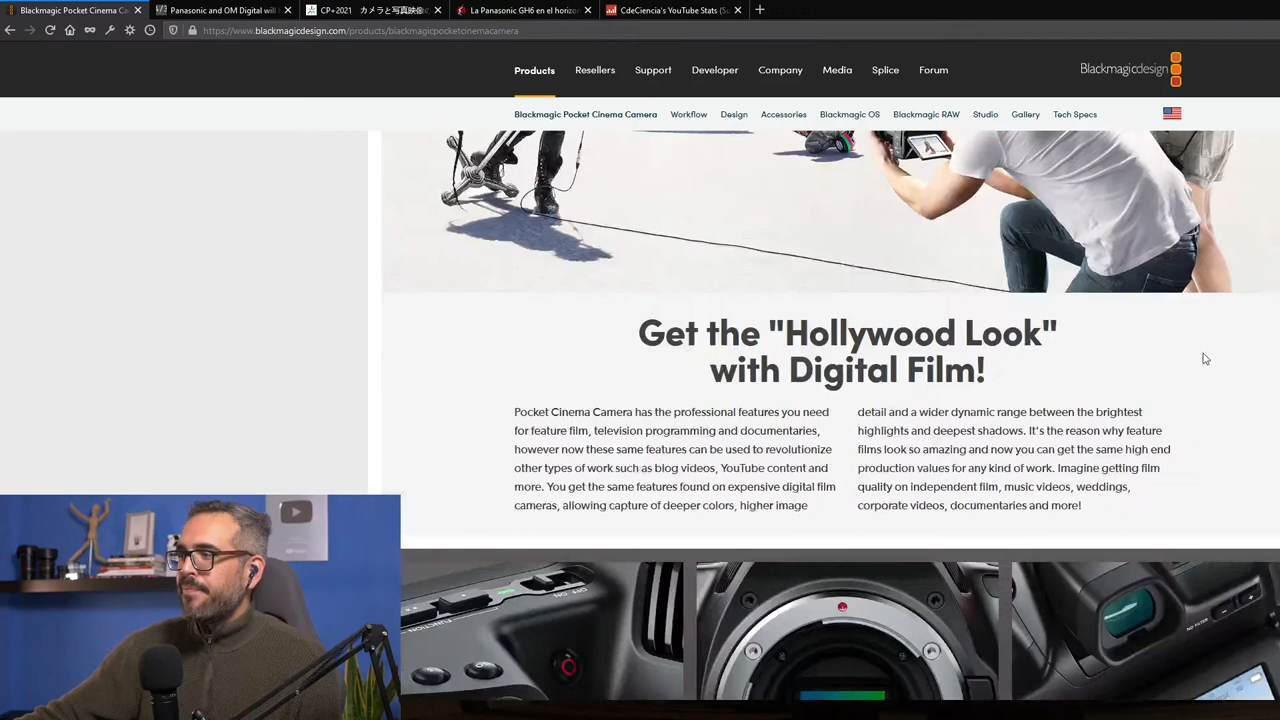 Blackmagic Pocket Cinema Ca
Panasonic and OM Digital will
CP+2021 カメラと写真映像の
La Panasonic GH6 en el horizon
CdeCiencia's YouTube Stats (Su
https://www.blackmagicdesign.com/products/blackmagicpocketcinemacamera
Products
Resellers
Support
Developer
Company
Media
Splice
Forum
Blackmagicdesign
Blackmagic Pocket Cinema Camera
Workflow
Design
Accessories
Blackmagic OS
Blackmagic RAW
Studio
Gallery
Tech Specs
Get the "Hollywood Look"
with Digital Film!
Pocket Cinema Camera has the professional features you need
for feature film, television programming and documentaries,
however now these same features can be used to revolutionize
other types of work such as blog videos, YouTube content and
more. You get the same features found on expensive digital film
cameras, allowing capture of deeper colors, higher image
detail and a wider dynamic range between the brightest
highlights and deepest shadows. It's the reason why feature
films look so amazing and now you can get the same high end
production values for any kind of work. Imagine getting film
quality on independent film, music videos, weddings,
corporate videos, documentaries and more!
FUNCTION
OFF ON
NO FILTER